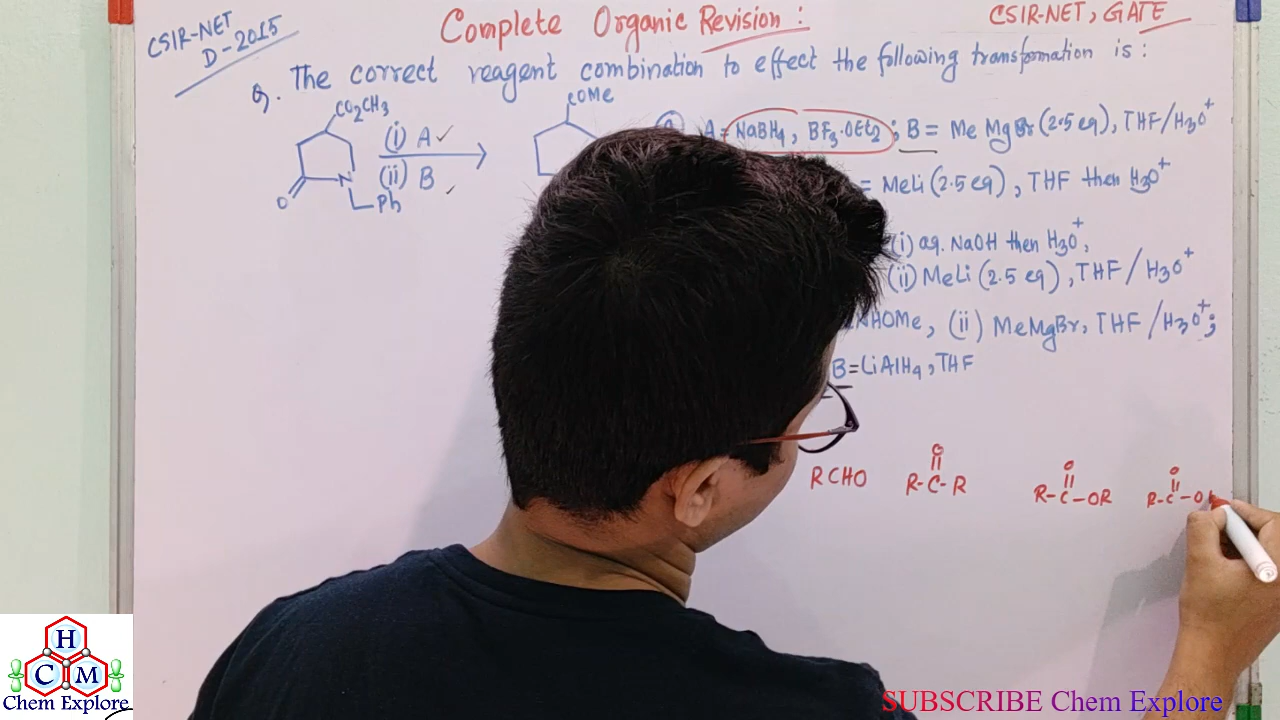 CSIR-NET
D-2015
Complete Organic Revision :
CSIR-NET, GATE
Q. The correct reagent combination to effect the following transformation is :
CO2CH3
(i) A ✓
(ii) B ✓
O
N
Ph
COMe
A = NaBH4, BF3·OEt2 ; B = MeMgBr (2.5 eq), THF/H3O+
= MeLi (2.5 eq), THF then H3O+
(i) aq. NaOH then H3O+,
(ii) MeLi (2.5 eq), THF / H3O+
NHOMe, (ii) MeMgBr, THF / H3O+ ;
B = LiAlH4, THF
RCHO
O
R-C-R
O
R-C-OR
O
R-C-O
H
C M
Chem Explore
SUBSCRIBE Chem Explore